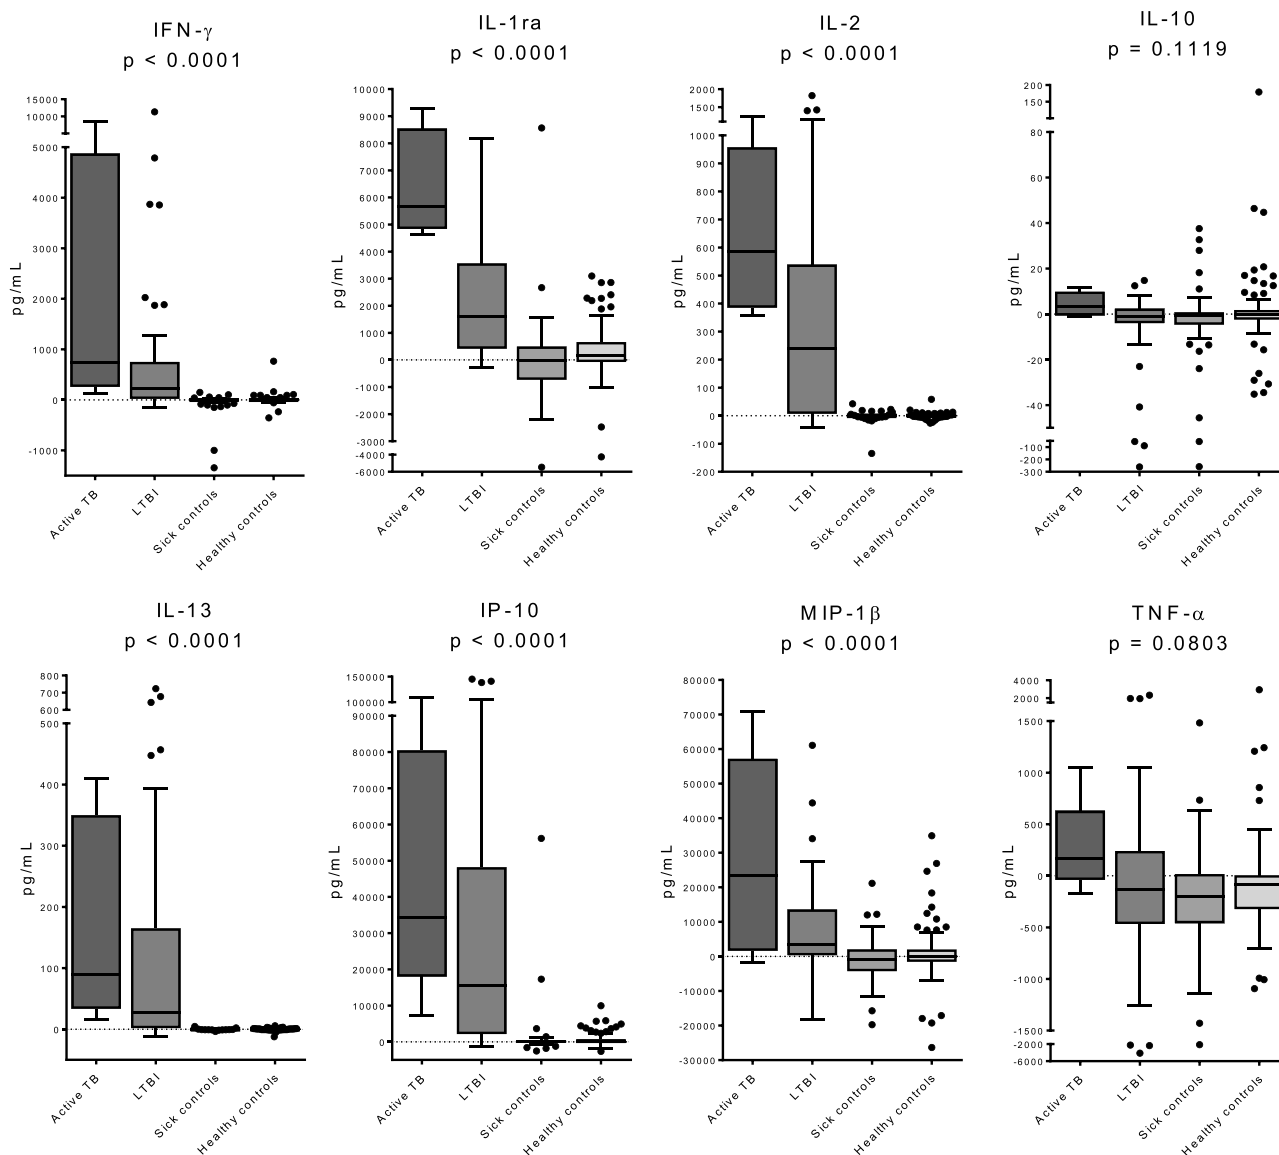 IFN-γ
p < 0.0001
15000
10000
5000
4000
3000
2000
1000
0
-1000
pg/mL
Active TB
LTBI
Sick controls
Healthy controls
IL-1ra
p < 0.0001
10000
9000
8000
7000
6000
5000
4000
3000
2000
1000
0
-1000
-2000
-3000
-4000
-6000
pg/mL
Active TB
LTBI
Sick controls
Healthy controls
IL-2
p < 0.0001
2000
1500
1000
900
800
700
600
500
400
300
200
100
0
-100
-200
pg/mL
Active TB
LTBI
Sick controls
Healthy controls
IL-10
p = 0.1119
200
150
100
80
60
40
20
0
-20
-40
-100
-200
-300
pg/mL
Active TB
LTBI
Sick controls
Healthy controls
IL-13
p < 0.0001
800
700
600
500
400
300
200
100
0
pg/mL
Active TB
LTBI
Sick controls
Healthy controls
IP-10
p < 0.0001
150000
100000
90000
80000
70000
60000
50000
40000
30000
20000
10000
0
pg/mL
Active TB
LTBI
Sick controls
Healthy controls
MIP-1β
p < 0.0001
80000
70000
60000
50000
40000
30000
20000
10000
0
-10000
-20000
-30000
pg/mL
Active TB
LTBI
Sick controls
Healthy controls
TNF-α
p = 0.0803
4000
2000
1500
1000
500
0
-500
-1000
-1500
-2000
-6000
pg/mL
Active TB
LTBI
Sick controls
Healthy controls